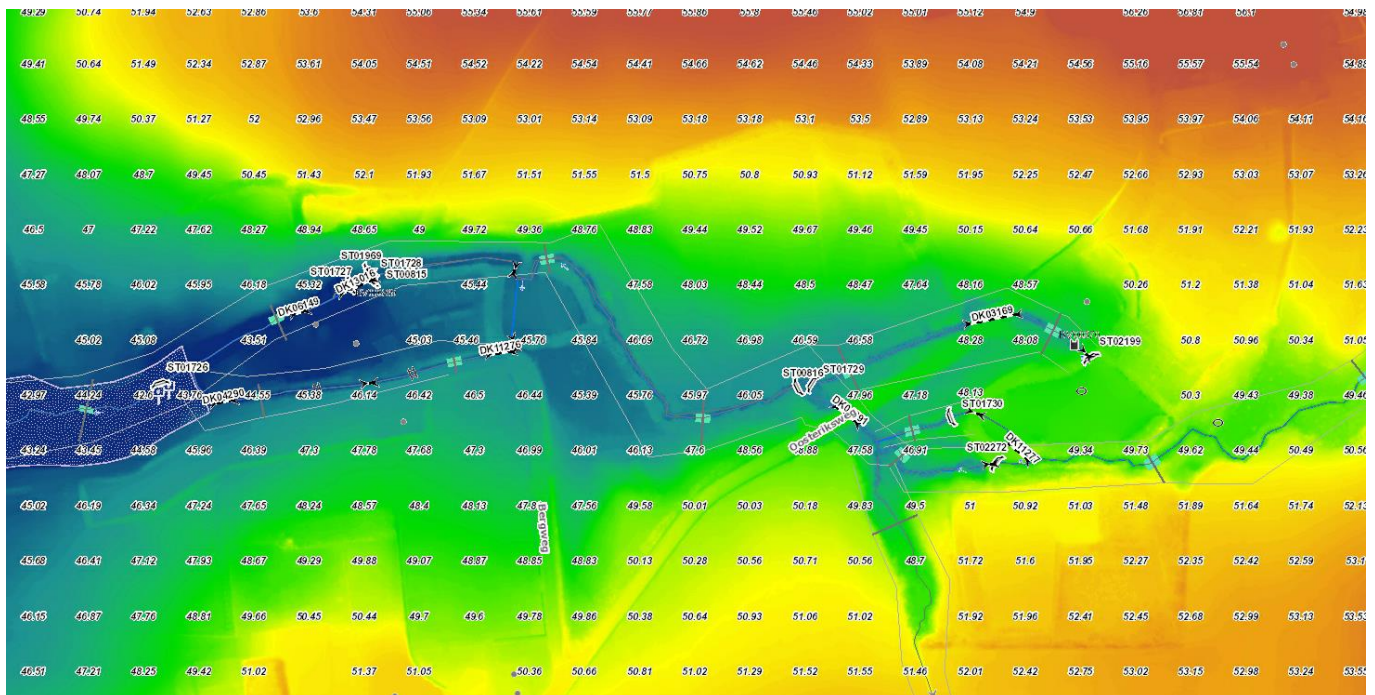 49.29 50.74 51.94 52.63 52.86 53.6 54.31 55.06 55.34 55.61 55.59 55.77 55.86 55.8 55.46 55.02 55.01 55.12 54.9 56.26 56.81 56.1 54.98
49.41 50.64 51.49 52.34 52.87 53.61 54.05 54.51 54.52 54.22 54.54 54.41 54.66 54.62 54.46 54.33 53.89 54.08 54.21 54.56 55.16 55.57 55.54 54.88
48.55 49.74 50.37 51.27 52 52.96 53.47 53.56 53.09 53.01 53.14 53.09 53.18 53.18 53.1 53.5 52.89 53.13 53.24 53.53 53.95 53.97 54.06 54.11 54.16
47.27 48.07 48.7 49.45 50.45 51.43 52.1 51.93 51.67 51.51 51.55 51.5 50.75 50.8 50.93 51.12 51.59 51.95 52.25 52.47 52.66 52.93 53.03 53.07 53.26
46.5 47 47.22 47.62 48.27 48.94 48.65 49 49.72 49.36 48.76 48.83 49.44 49.52 49.67 49.46 49.45 50.15 50.64 50.66 51.68 51.91 52.21 51.93 52.23
ST01969
ST01727 ST01728
45.58 45.78 46.02 45.95 46.18 45.32 DK13016 ST00815 45.44 47.58 48.03 48.44 48.5 48.47 47.64 48.16 48.57 50.26 51.2 51.38 51.04 51.63
DK06149 DK03169
45.02 45.08 43.51 45.03 45.46 45.76 45.84 46.69 46.72 46.98 46.59 46.58 48.28 48.08 ST02199 50.8 50.96 50.34 51.05
DK11276
ST01726 ST00816 ST01729
42.97 44.24 42.6 43.76 DK04290 44.55 45.38 46.14 46.42 46.5 46.44 45.39 45.76 45.97 46.05 47.96 47.18 48.13 50.3 49.43 49.38 49.46
ST01730
Oosteriksweg
43.24 43.45 44.58 45.96 46.39 47.3 47.78 47.68 47.4 47.3 46.99 46.01 46.13 47.6 48.56 47.58 46.91 ST02272 DK11277 49.34 49.73 49.62 49.44 50.49 50.56
45.02 46.19 46.34 47.24 47.65 48.24 48.57 48.4 48.13 47.56 49.58 50.01 50.03 50.18 49.83 49.5 51 50.92 51.03 51.48 51.89 51.64 51.74 52.13
Bergweg
45.68 46.41 47.12 47.93 48.67 49.29 49.88 49.07 48.87 48.85 48.83 50.13 50.28 50.56 50.71 50.56 48.7 51.72 51.6 51.95 52.27 52.35 52.42 52.59 53.1
46.15 46.87 47.76 48.81 49.66 50.45 50.44 49.7 49.6 49.78 49.86 50.38 50.64 50.93 51.06 51.02 51.92 51.96 52.41 52.45 52.68 52.99 53.13 53.53
46.51 47.21 48.25 49.42 51.02 51.37 51.05 50.36 50.66 50.81 51.02 51.29 51.52 51.55 51.46 52.01 52.42 52.75 53.02 53.15 52.98 53.24 53.55